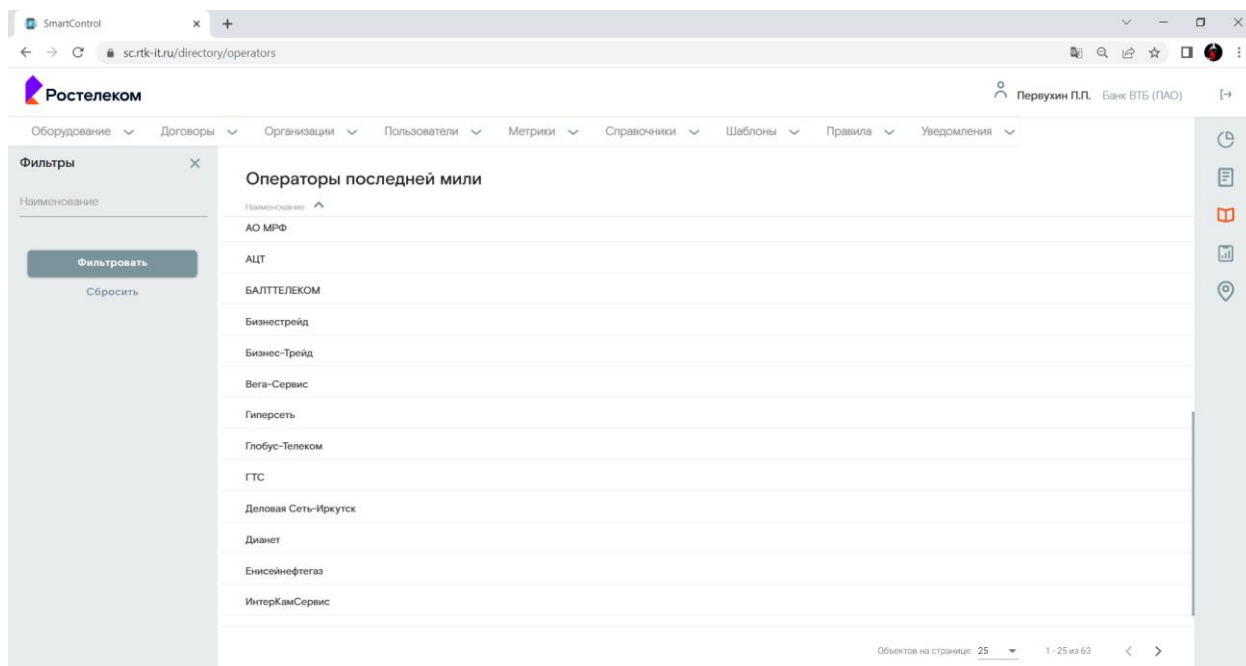 SmartControl
sc.rtk-it.ru/directory/operators
Ростелеком
Первухин П.П. Банк ВТБ (ПАО)
Оборудование Договоры Организации Пользователи Метрики Справочники Шаблоны Правила Уведомления
Фильтры
Наименование
Фильтровать
Сбросить
Операторы последней мили
Наименование
АО МРФ
АЦТ
БАЛТТЕЛЕКОМ
Бизнестрейд
Бизнес-Трейд
Вега-Сервис
Гиперсеть
Глобус-Телеком
ГТС
Деловая Сеть-Иркутск
Дианет
Енисейнефтегаз
ИнтерКамСервис
Объектов на странице: 25 1 - 25 из 63